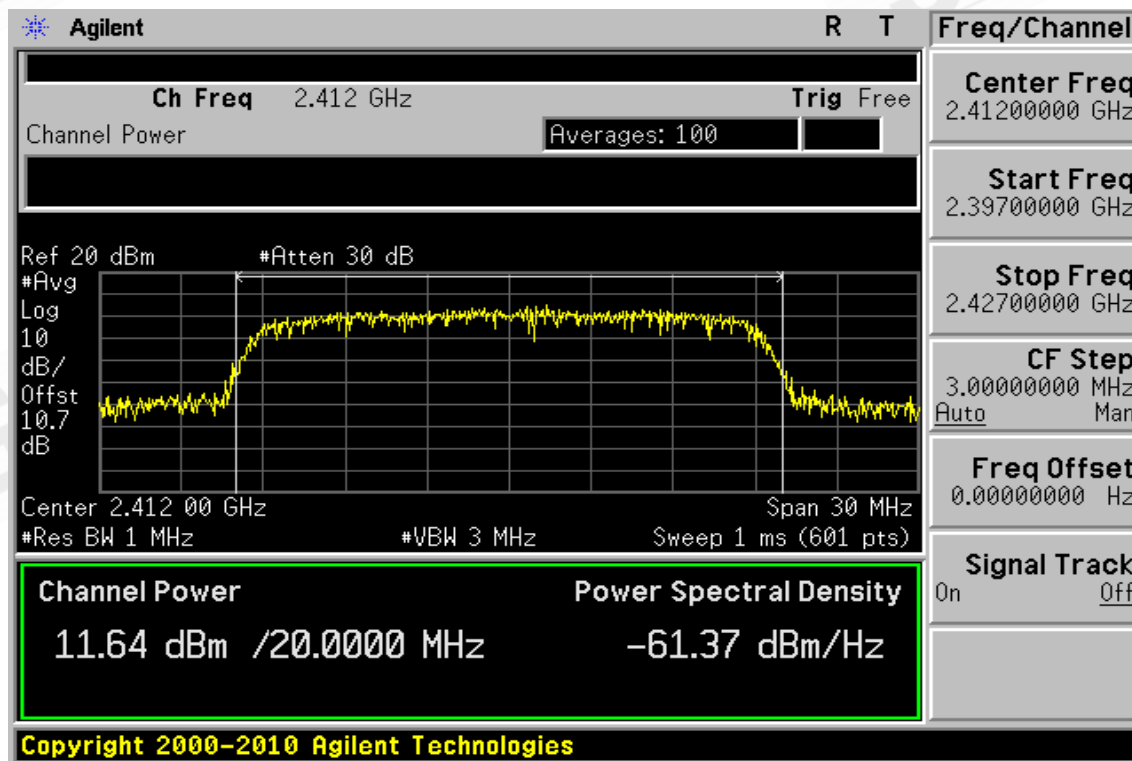 Agilent R T
Ch Freq 2.412 GHz Trig Free
Channel Power Averages: 100
Ref 20 dBm #Atten 30 dB
#Avg
Log
10
dB/
Offst
10.7
dB
Center 2.412 00 GHz Span 30 MHz
#Res BW 1 MHz #VBW 3 MHz Sweep 1 ms (601 pts)
Channel Power Power Spectral Density
11.64 dBm /20.0000 MHz -61.37 dBm/Hz
Copyright 2000-2010 Agilent Technologies
Freq/Channel
Center Freq
2.41200000 GHz
Start Freq
2.39700000 GHz
Stop Freq
2.42700000 GHz
CF Step
3.00000000 MHz
Auto Man
Freq Offset
0.00000000 Hz
Signal Track
On Off